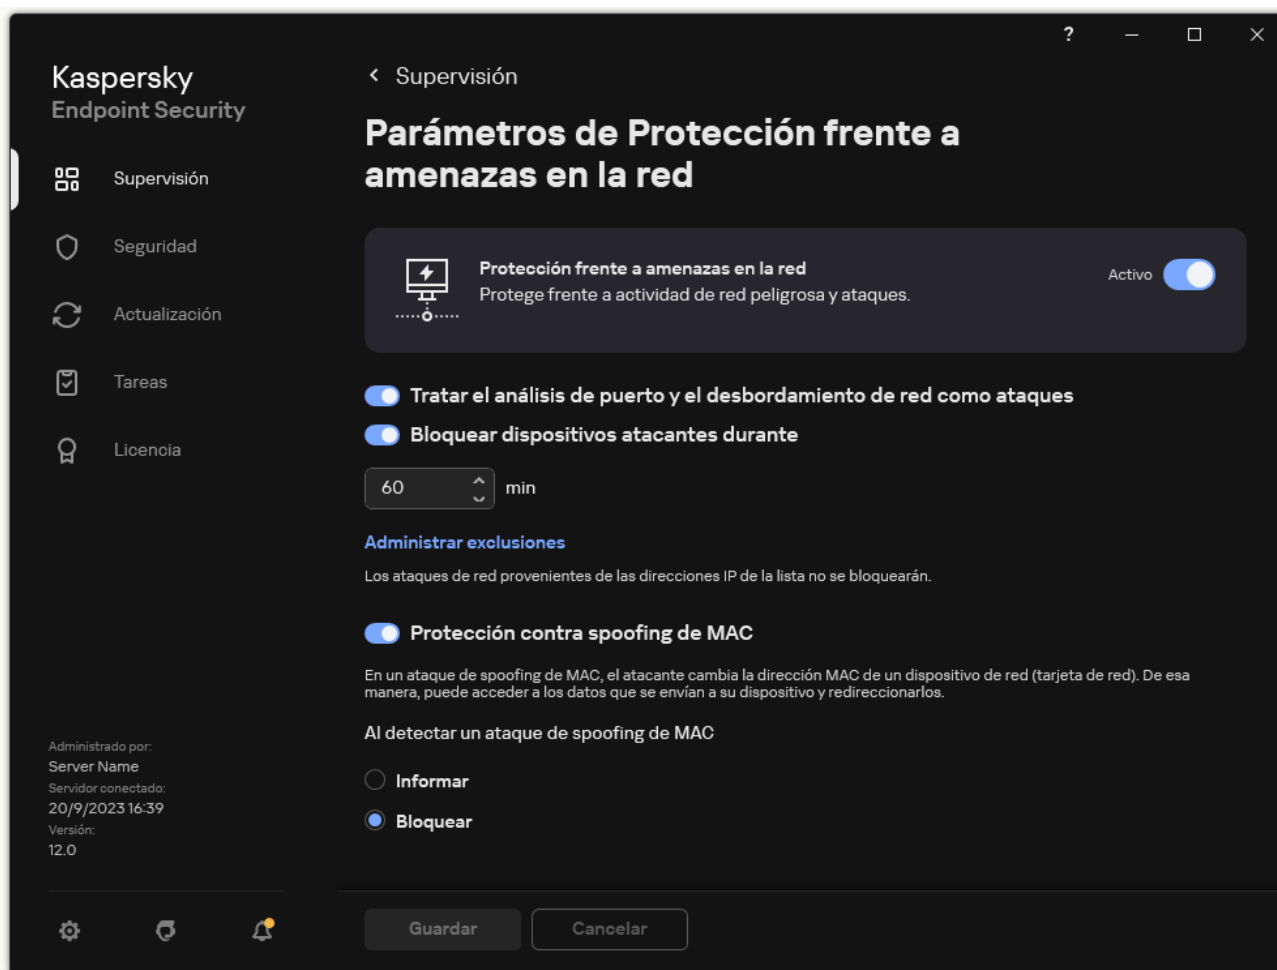 ?
Kaspersky
Endpoint Security
Supervisión
Seguridad
Actualización
Tareas
Licencia
Administrado por:
Server Name
Servidor conectado:
20/9/2023 16:39
Versión:
12.0
Supervisión
Parámetros de Protección frente a
amenazas en la red
Protección frente a amenazas en la red
Protege frente a actividad de red peligrosa y ataques.
Activo
Tratar el análisis de puerto y el desbordamiento de red como ataques
Bloquear dispositivos atacantes durante
60 min
Administrar exclusiones
Los ataques de red provenientes de las direcciones IP de la lista no se bloquearán.
Protección contra spoofing de MAC
En un ataque de spoofing de MAC, el atacante cambia la dirección MAC de un dispositivo de red (tarjeta de red). De esa
manera, puede acceder a los datos que se envían a su dispositivo y redireccionarlos.
Al detectar un ataque de spoofing de MAC
Informar
Bloquear
Guardar
Cancelar